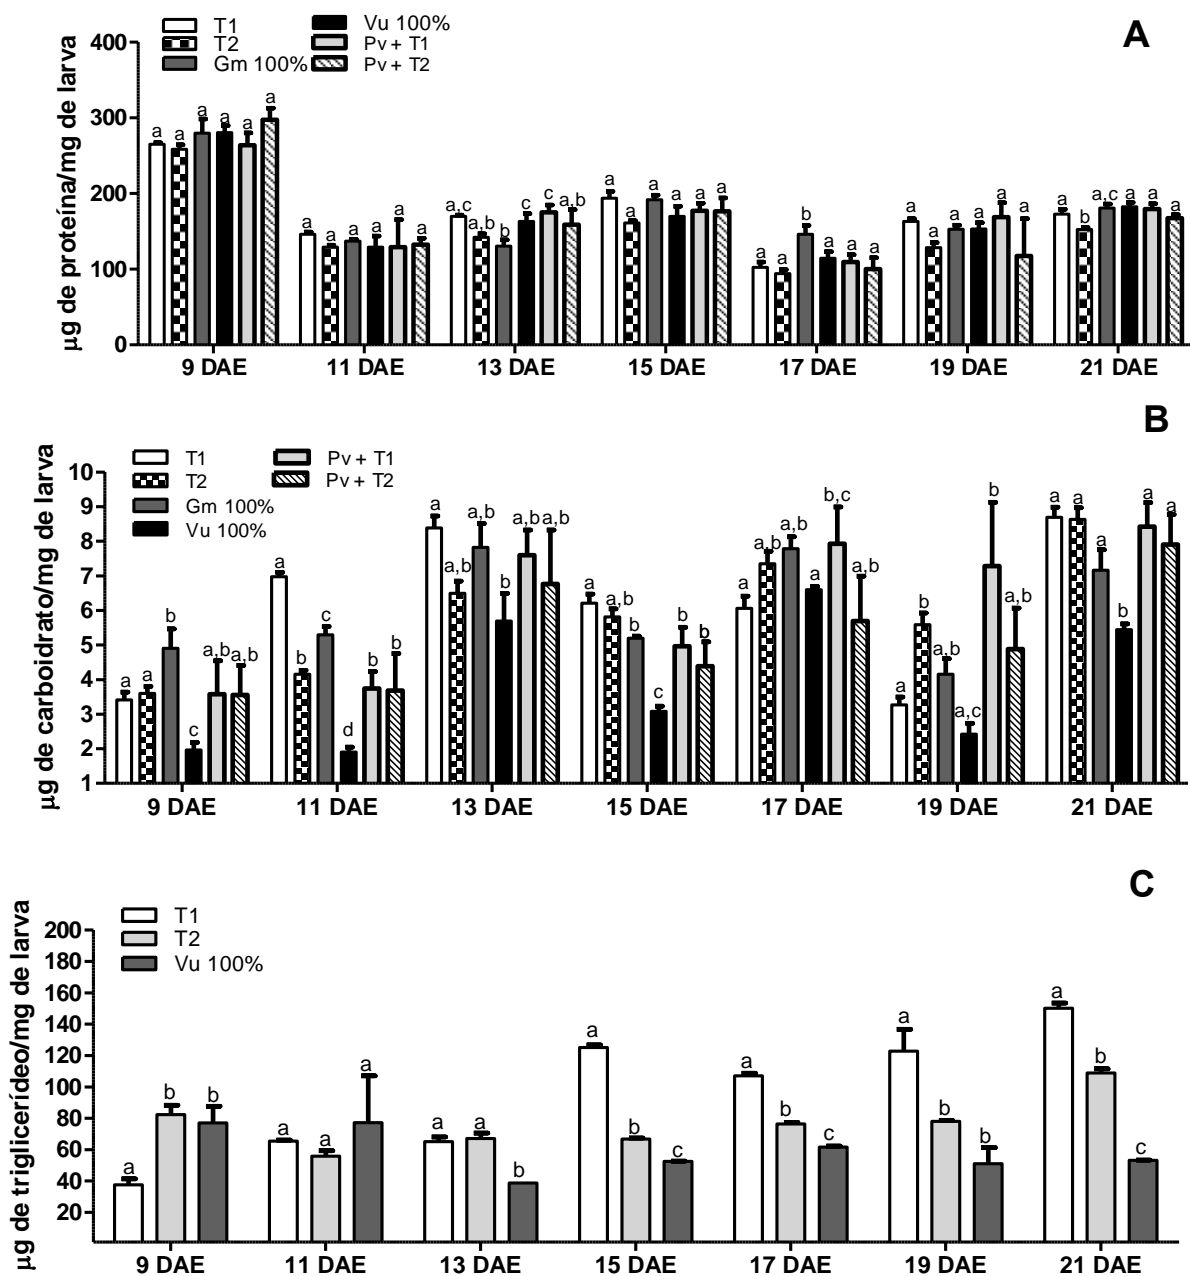 A
T1
T2
Gm 100%
Vu 100%
Pv + T1
Pv + T2
µg de proteína/mg de larva
400
300
200
100
0
a a a a a a
a a a a a a
a,c a,b b c c a,b
a a a a a a
a a b a a a
a a a a a a
a b a,c a a a
9 DAE 11 DAE 13 DAE 15 DAE 17 DAE 19 DAE 21 DAE
B
T1
T2
Gm 100%
Vu 100%
Pv + T1
Pv + T2
µg de carboidrato/mg de larva
10
9
8
7
6
5
4
3
2
1
a a b c a,b a,b
a b c d b b
a a,b a,b b a,b a,b
a a,b b c b b
a a,b a,b a b,c a,b
a b a,b a,c b a,b
a a a b a a
9 DAE 11 DAE 13 DAE 15 DAE 17 DAE 19 DAE 21 DAE
C
T1
T2
Vu 100%
µg de triglicerídeo/mg de larva
200
180
160
140
120
100
80
60
40
20
a b b
a a a
a a b
a b c
a b c
a b b
a b c
9 DAE 11 DAE 13 DAE 15 DAE 17 DAE 19 DAE 21 DAE